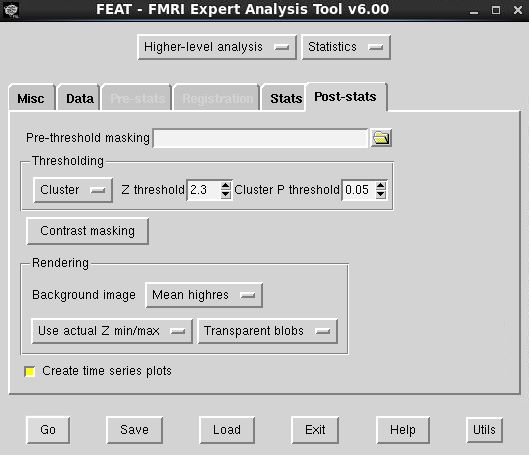 FEAT - FMRI Expert Analysis Tool v6.00
Higher-level analysis Statistics
Misc Data Pre-stats Registration Stats Post-stats
Pre-threshold masking
Thresholding
Cluster Z threshold 2.3 Cluster P threshold 0.05
Contrast masking
Rendering
Background image Mean highres
Use actual Z min/max Transparent blobs
Create time series plots
Go Save Load Exit Help Utils